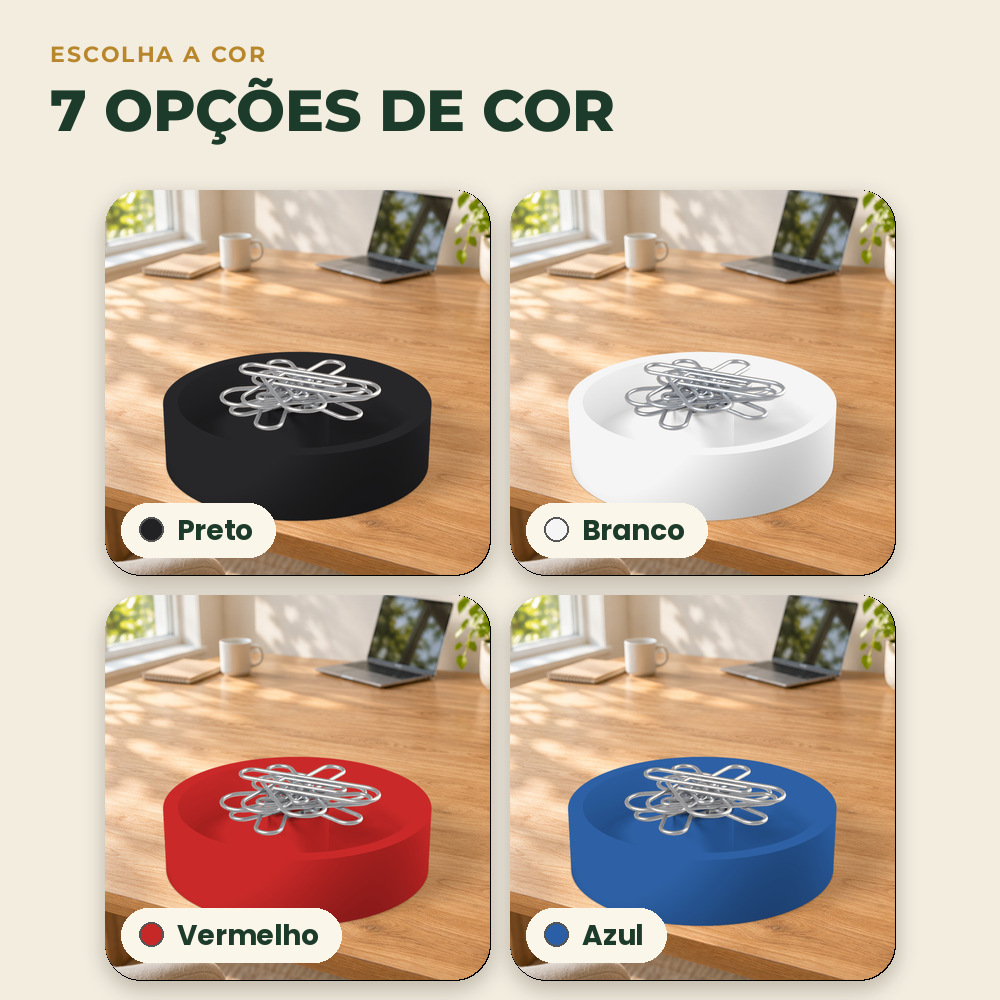 ESCOLHA A COR
7 OPÇÕES DE COR
Preto
Branco
Vermelho
Azul